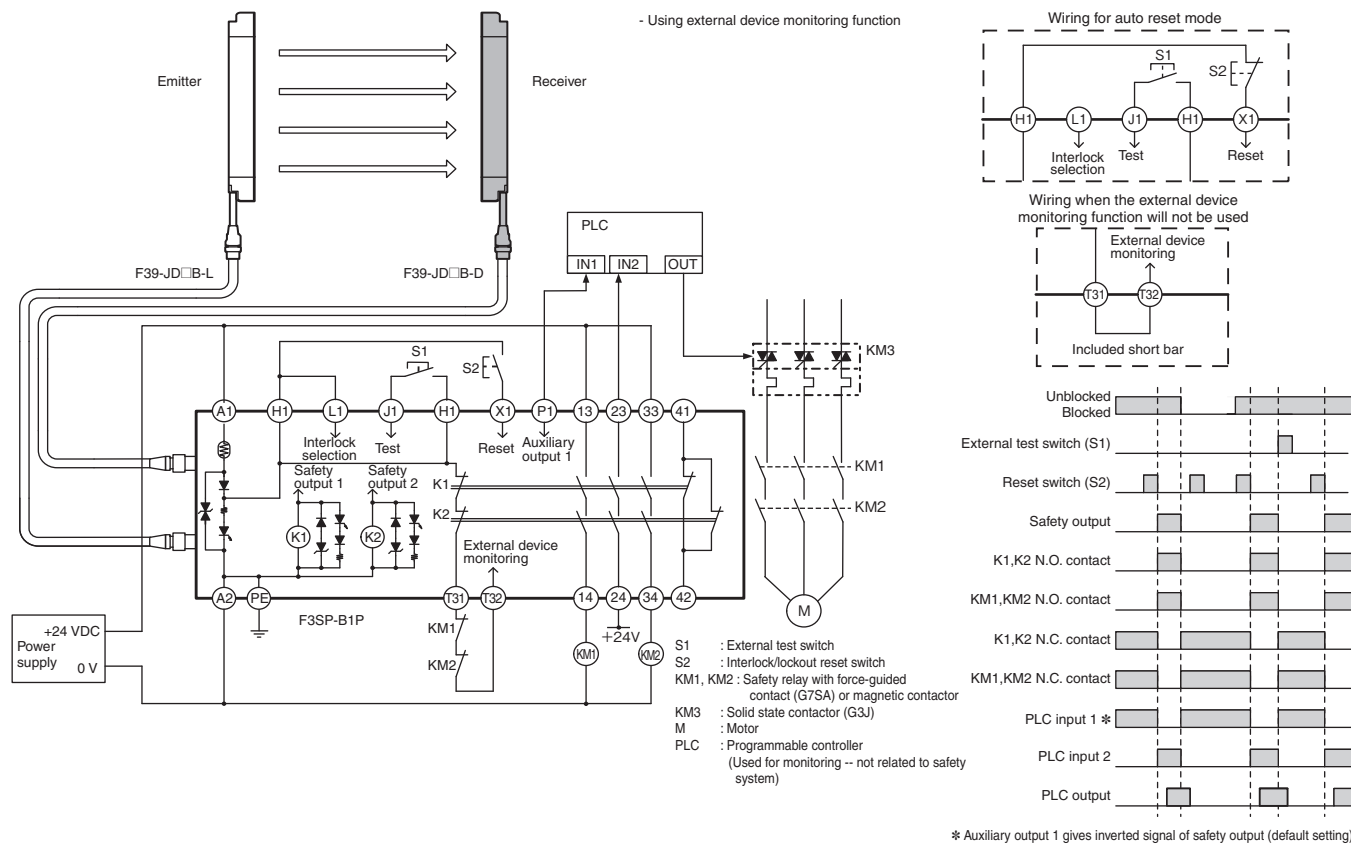 - Using external device monitoring function
Emitter
Receiver
F39-JD□B-L
F39-JD□B-D
PLC
IN1 IN2 OUT
KM3
S1
S2
A1 H1 L1 J1 H1 X1 P1 13 23 33 41
Interlock
selection
Test
Reset
Auxiliary
output 1
Safety
output 1
Safety
output 2
K1
K2
K1
K2
External device
monitoring
KM1
KM2
M
A2 PE T31 T32 14 24 34 42
F3SP-B1P
+24V
KM1
KM2
KM1
KM2
+24 VDC
Power
supply
0 V
S1 : External test switch
S2 : Interlock/lockout reset switch
KM1, KM2 : Safety relay with force-guided
contact (G7SA) or magnetic contactor
KM3 : Solid state contactor (G3J)
M : Motor
PLC : Programmable controller
(Used for monitoring -- not related to safety
system)
Wiring for auto reset mode
S1
S2
H1 L1 J1 H1 X1
Interlock
selection
Test
Reset
Wiring when the external device
monitoring function will not be used
External device
monitoring
T31 T32
Included short bar
Unblocked
Blocked
External test switch (S1)
Reset switch (S2)
Safety output
K1,K2 N.O. contact
KM1,KM2 N.O. contact
K1,K2 N.C. contact
KM1,KM2 N.C. contact
PLC input 1 ✽
PLC input 2
PLC output
✽ Auxiliary output 1 gives inverted signal of safety output (default setting)